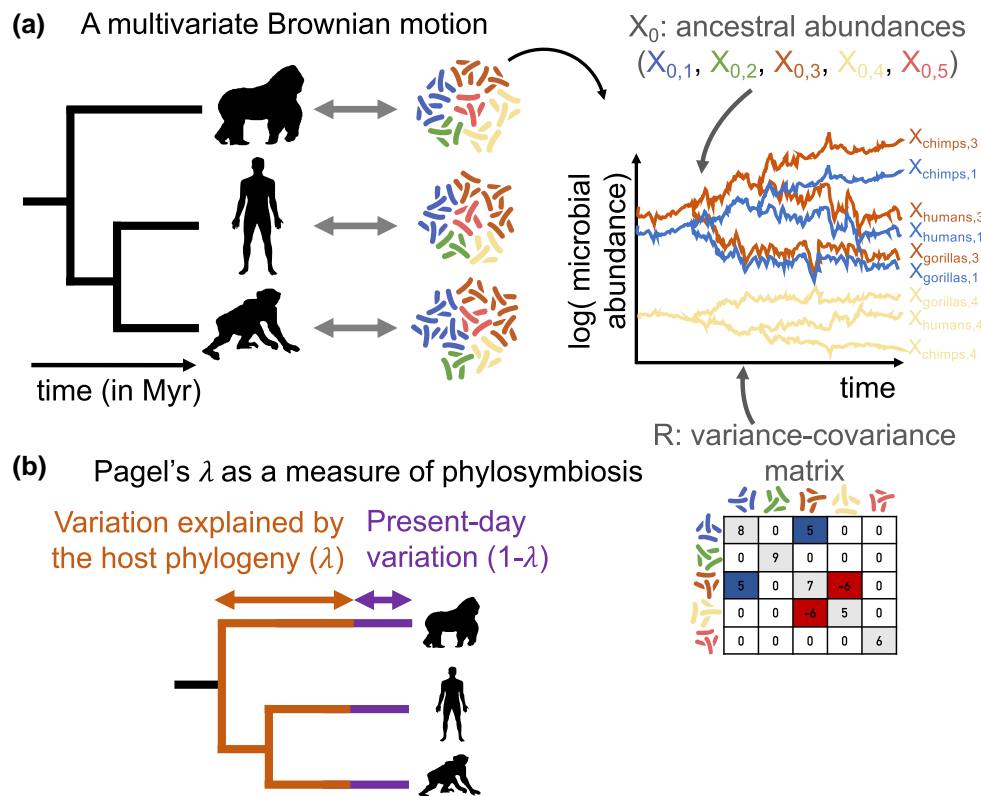 (a) A multivariate Brownian motion
time (in Myr)
X0: ancestral abundances
(X0,1, X0,2, X0,3, X0,4, X0,5)
log( microbial
abundance)
Xchimps,3
Xchimps,1
Xhumans,3
Xhumans,1
Xgorillas,3
Xgorillas,1
Xgorillas,4
Xhumans,4
Xchimps,4
time
R: variance-covariance
matrix
8 0 5 0 0
0 9 0 0 0
5 0 7 -6 0
0 0 -6 5 0
0 0 0 0 6
(b) Pagel's λ as a measure of phylosymbiosis
Variation explained by
the host phylogeny (λ)
Present-day
variation (1-λ)